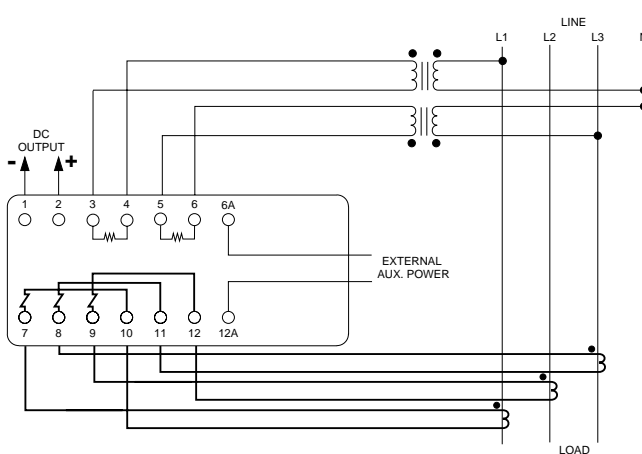 LINE
L1 L2 L3
DC
OUTPUT
- +
1 2 3 4 5 6 6A
EXTERNAL
AUX. POWER
7 8 9 10 11 12 12A
LOAD